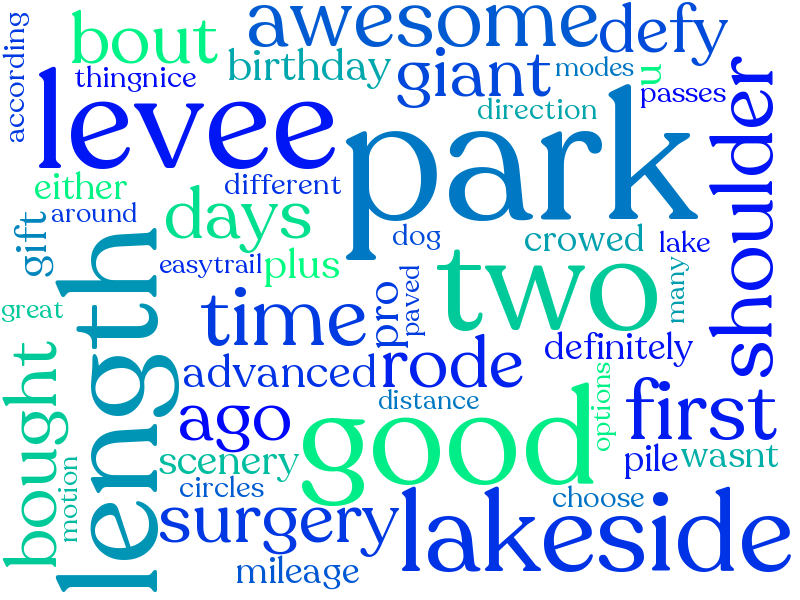 awesome
defy
bout
according
birthday
thingnice
giant
modes
n
passes
levee
park
direction
shoulder
either
different
days
around
gift
dog
crowed
lake
easytrail
plus
two
many
length
great
time
pro
paved
rode
definitely
advanced
bought
ago
distance
good
options
first
scenery
pile
wasnt
motion
circles
surgery
lakeside
choose
mileage